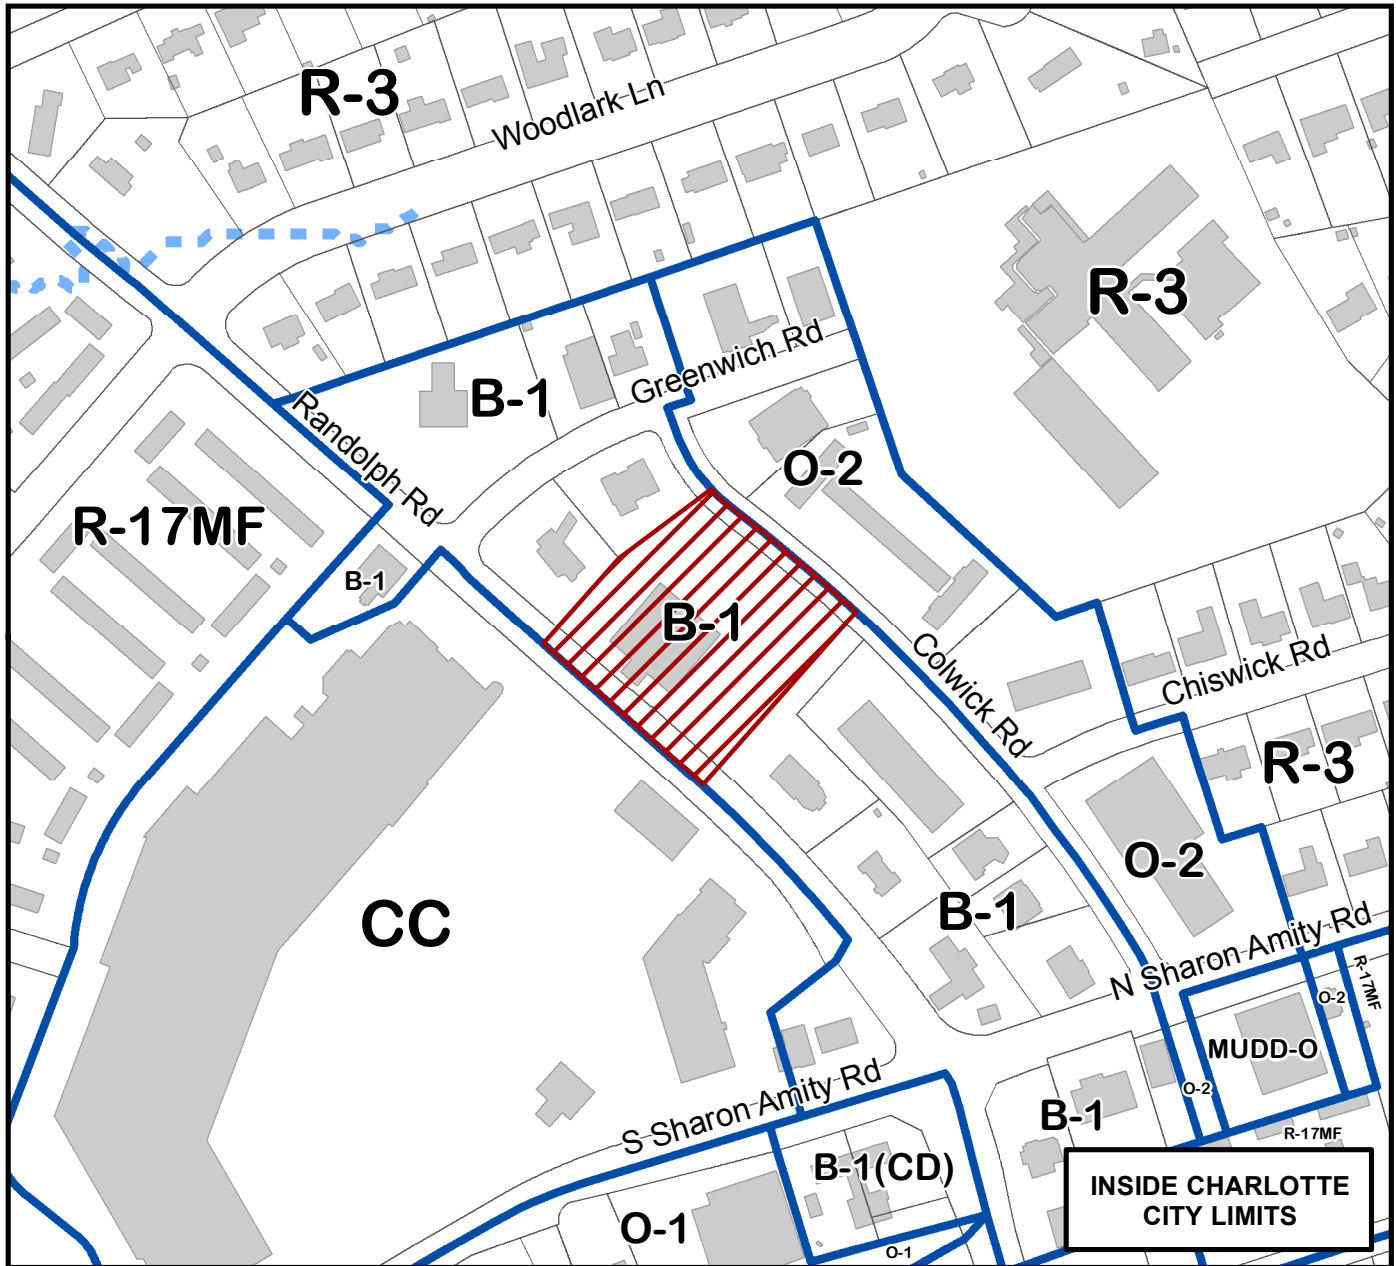 R-3
Woodlark Ln
R-3
Greenwich Rd
B-1
Randolph Rd
O-2
R-17MF
B-1
B-1
Colwick Rd
Chiswick Rd
R-3
O-2
CC
B-1
N Sharon Amity Rd
R-17MF
O-2
MUDD-O
O-2
S Sharon Amity Rd
B-1
R-17MF
B-1(CD)
INSIDE CHARLOTTE
CITY LIMITS
O-1
O-1